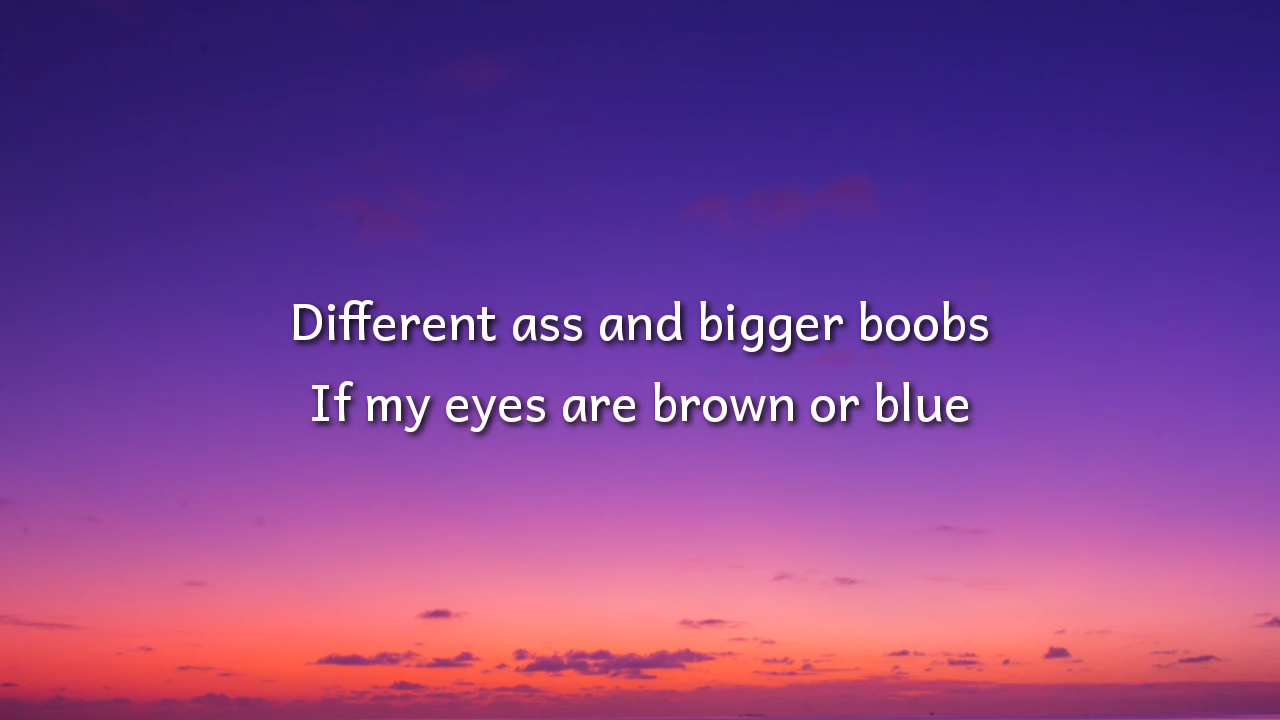 Different ass and bigger boobs
If my eyes are brown or blue